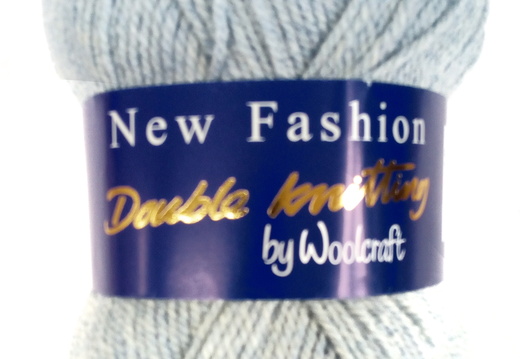 New Fashion
Double knitting
by Woolcraft